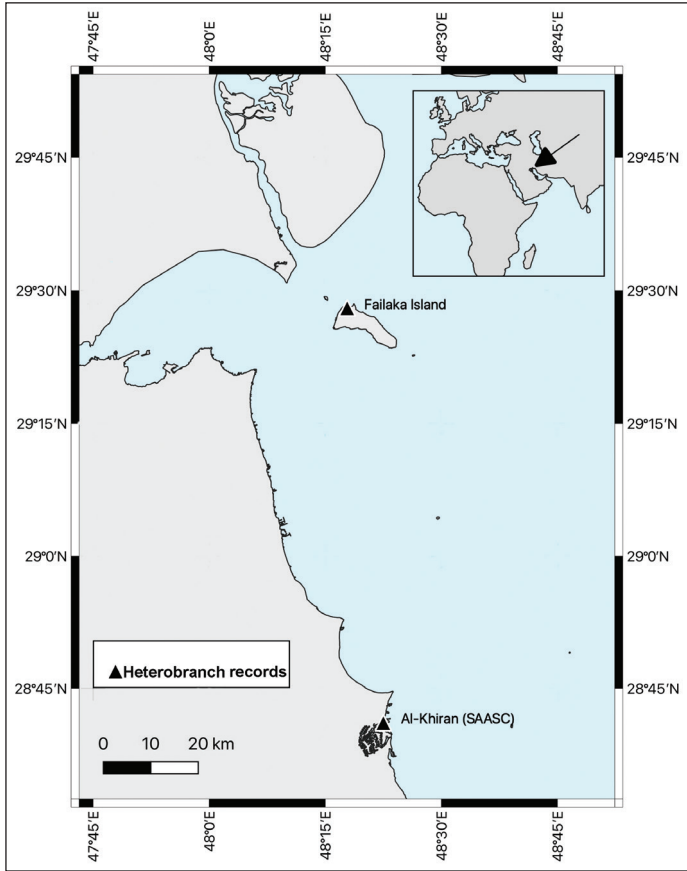 47°45′E
48°0′E
48°15′E
48°30′E
48°45′E
29°45′N
29°45′N
29°30′N
Failaka Island
29°30′N
29°15′N
29°15′N
29°0′N
29°0′N
Heterobranch records
28°45′N
28°45′N
Al-Khiran (SAASC)
0 10 20 km
47°45′E
48°0′E
48°15′E
48°30′E
48°45′E